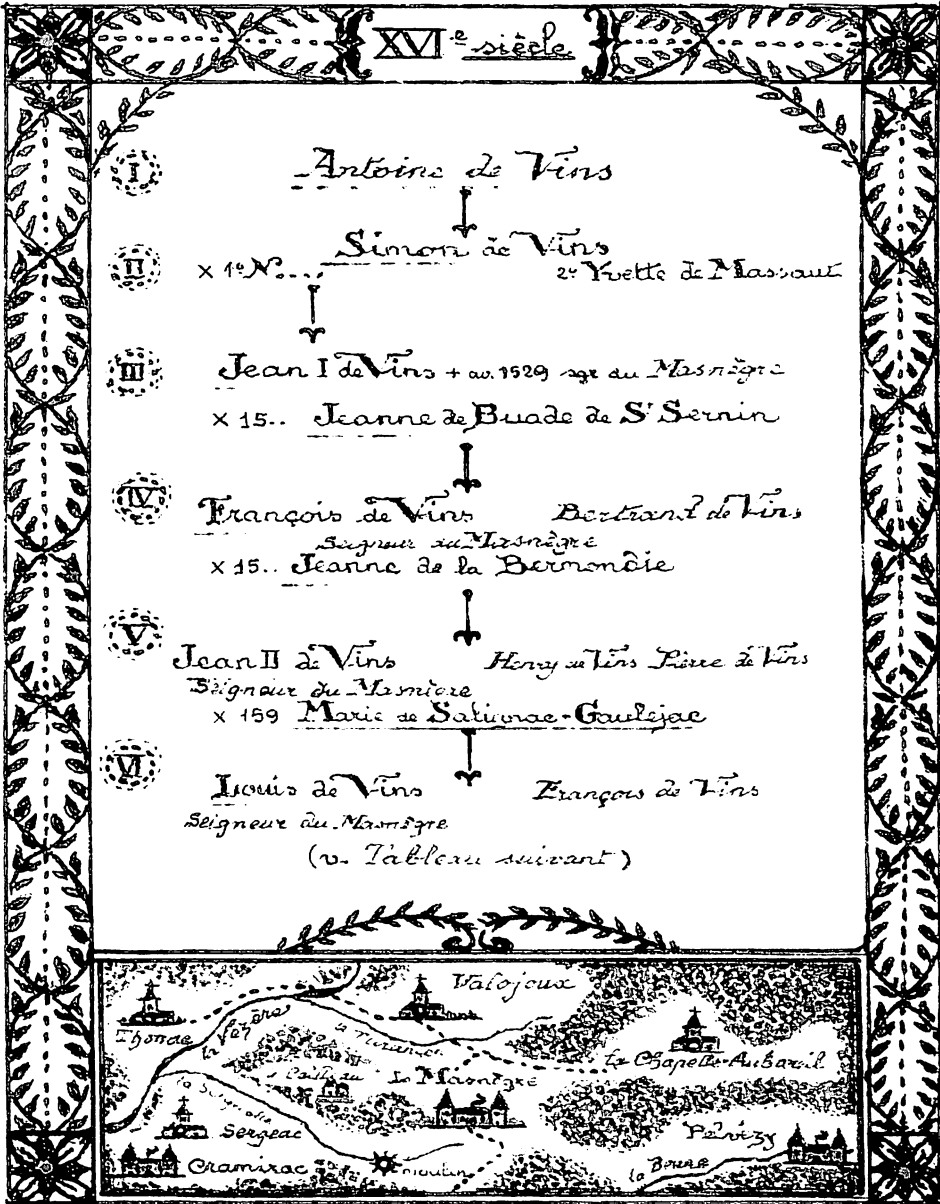 XVIe siècle
I
Antoine de Vins
Simon de Vins
II
x 1º N.... 2º Yvette de Massaut
III
Jean I de Vins + av. 1529 sgr du Masnègre
x 15.. Jeanne de Buade de St Sernin
IV
François de Vins Bertrand de Vins
Seigneur du Masnègre
x 15.. Jeanne de la Bermondie
V
Jean II de Vins Henry de Vins Pierre de Vins
Seigneur du Masnègre
x 159 Marie de Salignac-Gaulejac
VI
Louis de Vins François de Vins
Seigneur du Masnègre
(v. Tableau suivant)
Valojoux
Thonac
la Vézère
La Chapelle-Aubareil
Le Masnègre
Sergeac
Pelvézy
Cramirac
moulin
la Beune